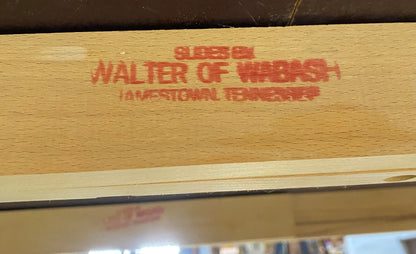 SLIDES BY
WALTER OF WABASH
JAMESTOWN, TENNESSEE